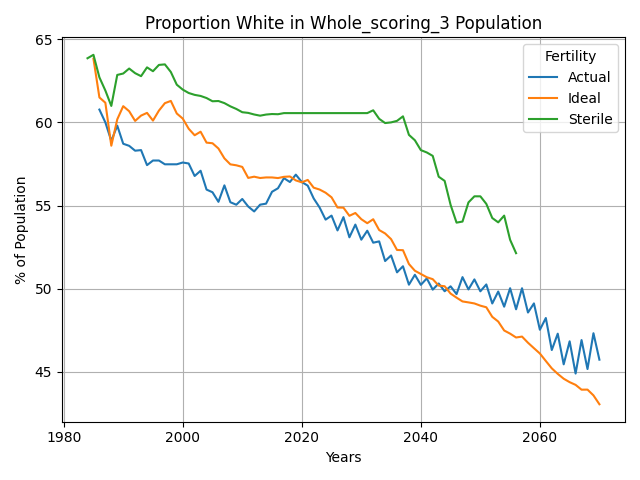 Proportion White in Whole_scoring_3 Population
65
60
55
50
45
% of Population
Fertility
Actual
Ideal
Sterile
1980
2000
2020
2040
2060
Years